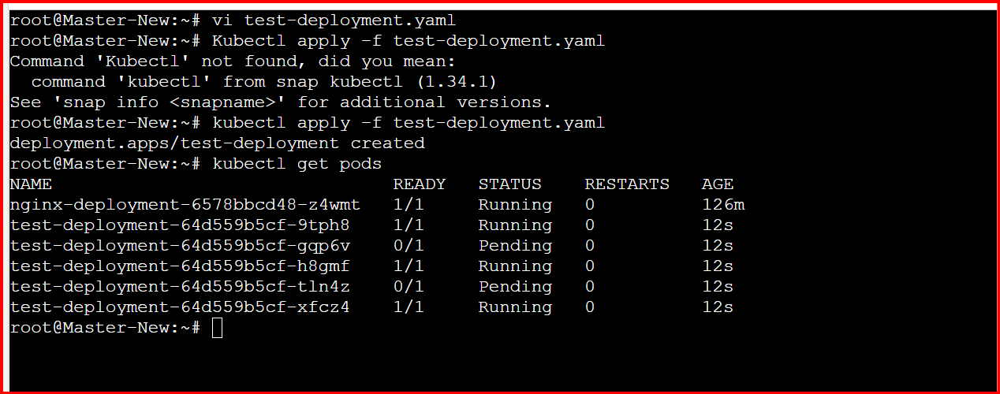 root@Master-New:~# vi test-deployment.yaml
root@Master-New:~# Kubectl apply -f test-deployment.yaml
Command 'Kubectl' not found, did you mean:
  command 'kubectl' from snap kubectl (1.34.1)
See 'snap info <snapname>' for additional versions.
root@Master-New:~# kubectl apply -f test-deployment.yaml
deployment.apps/test-deployment created
root@Master-New:~# kubectl get pods
NAME                                READY   STATUS    RESTARTS   AGE
nginx-deployment-6578bbcd48-z4wmt   1/1     Running   0          126m
test-deployment-64d559b5cf-9tph8    1/1     Running   0          12s
test-deployment-64d559b5cf-gqp6v    0/1     Pending   0          12s
test-deployment-64d559b5cf-h8gmf    1/1     Running   0          12s
test-deployment-64d559b5cf-tln4z    0/1     Pending   0          12s
test-deployment-64d559b5cf-xfcz4    1/1     Running   0          12s
root@Master-New:~#